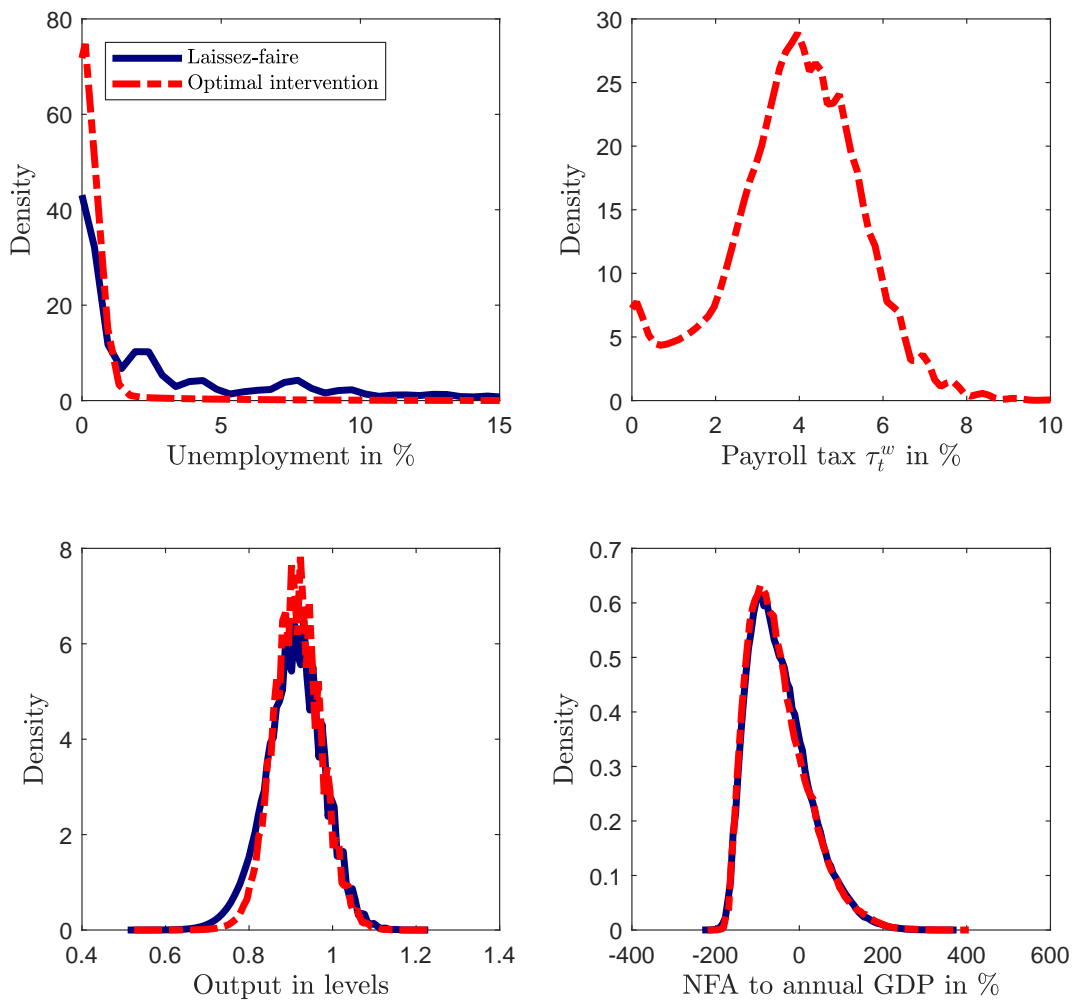 80
60
40
20
0
Density
Laissez-faire
Optimal intervention
0 5 10 15
Unemployment in %
30
25
20
15
10
5
0
Density
0 2 4 6 8 10
Payroll tax τ_t^w in %
8
6
4
2
0
Density
0.4 0.6 0.8 1 1.2 1.4
Output in levels
0.7
0.6
0.5
0.4
0.3
0.2
0.1
0
Density
-400 -200 0 200 400 600
NFA to annual GDP in %